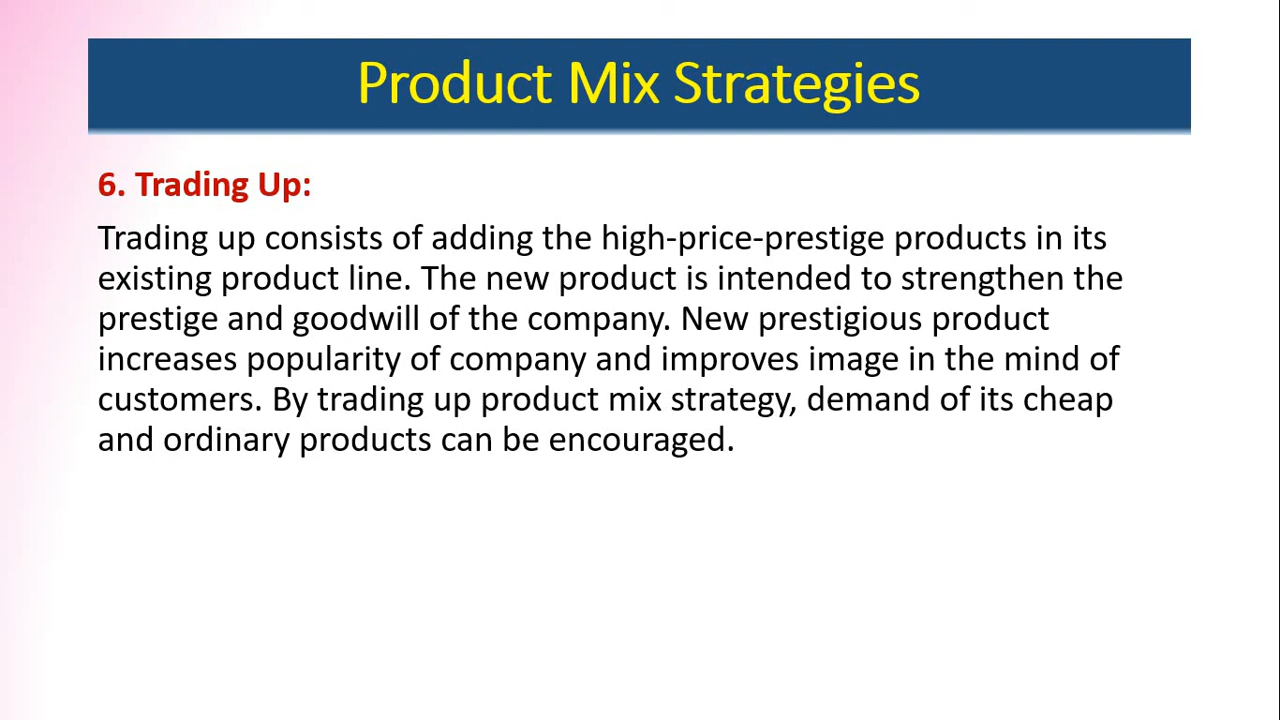 Product Mix Strategies
6. Trading Up:
Trading up consists of adding the high-price-prestige products in its
existing product line. The new product is intended to strengthen the
prestige and goodwill of the company. New prestigious product
increases popularity of company and improves image in the mind of
customers. By trading up product mix strategy, demand of its cheap
and ordinary products can be encouraged.